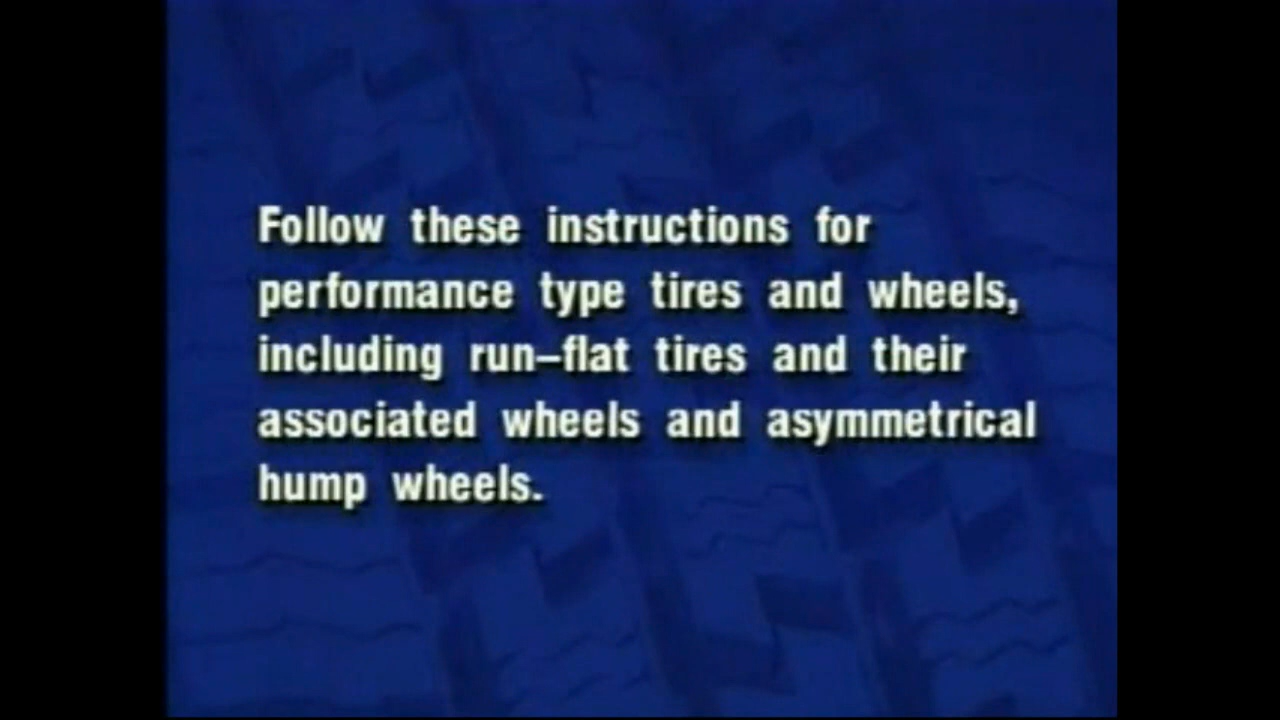 Follow these instructions for
performance type tires and wheels,
including run–flat tires and their
associated wheels and asymmetrical
hump wheels.